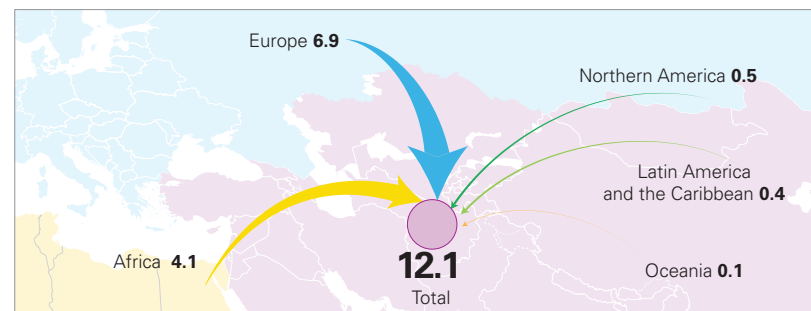 Europe 6.9
Northern America 0.5
Latin America
and the Caribbean 0.4
Africa 4.1
12.1
Total
Oceania 0.1